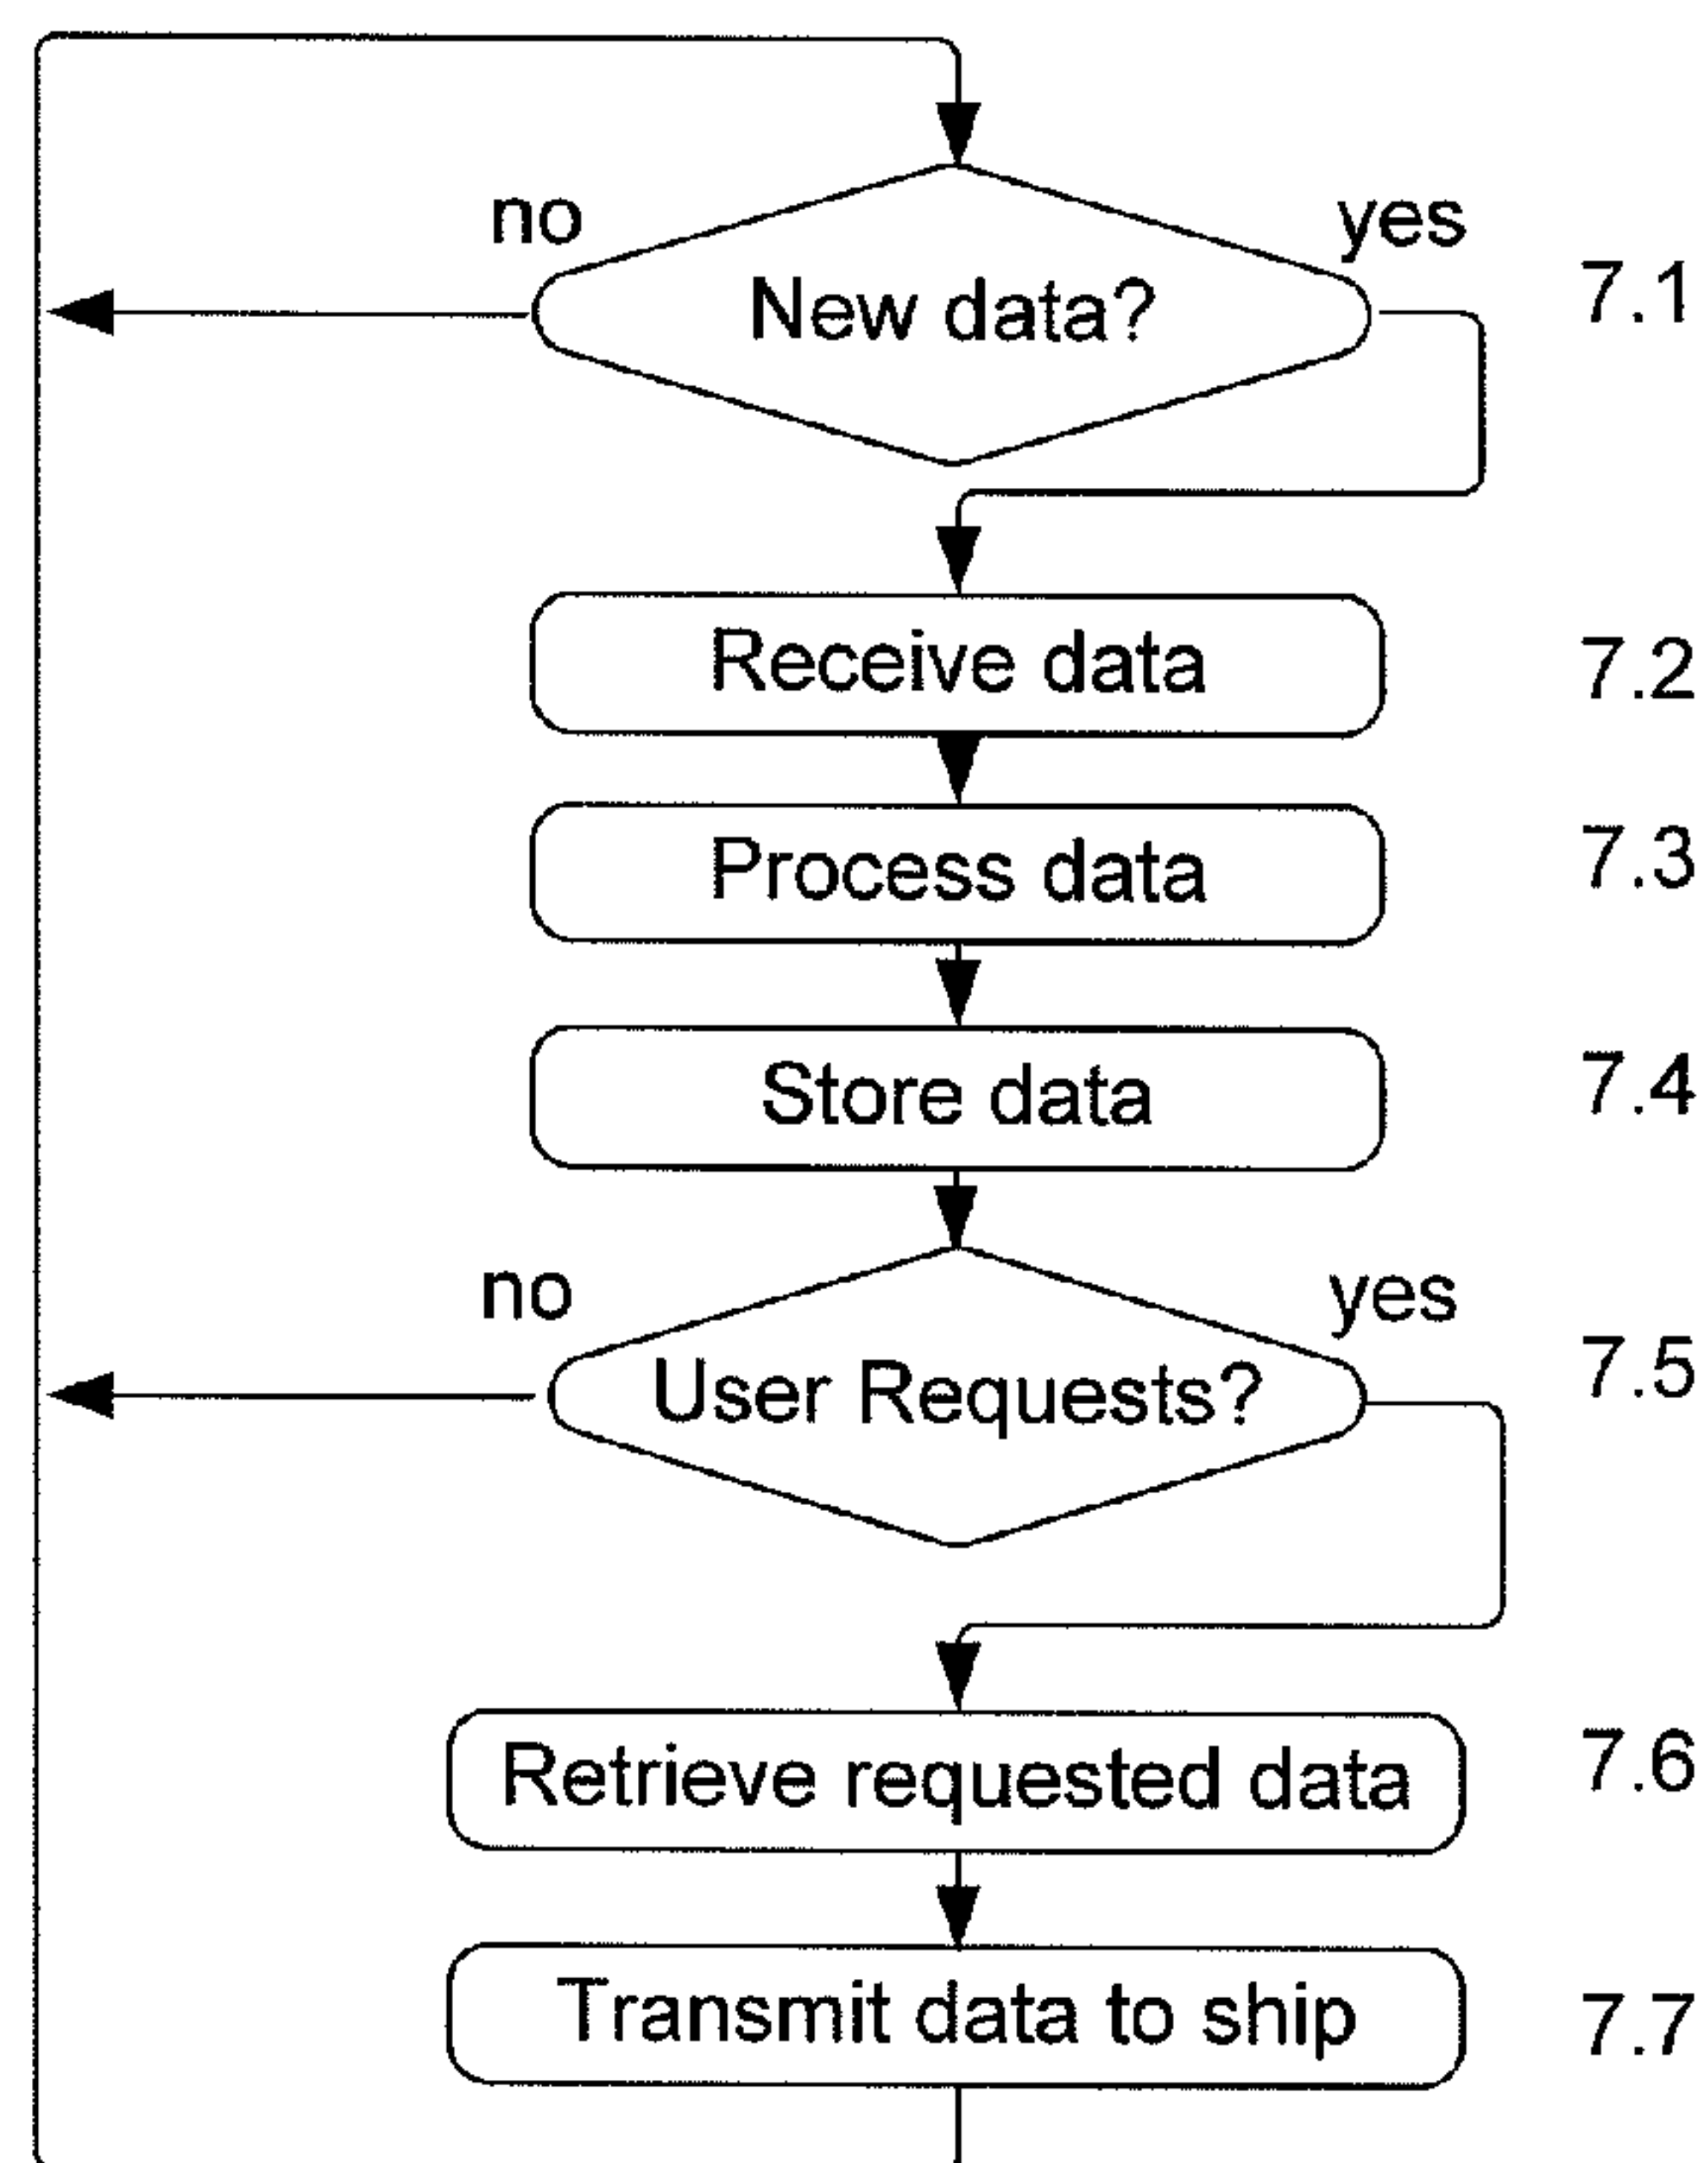 no
yes
New data?
7.1
Receive data
7.2
Process data
7.3
Store data
7.4
no
yes
User Requests?
7.5
Retrieve requested data
7.6
Transmit data to ship
7.7